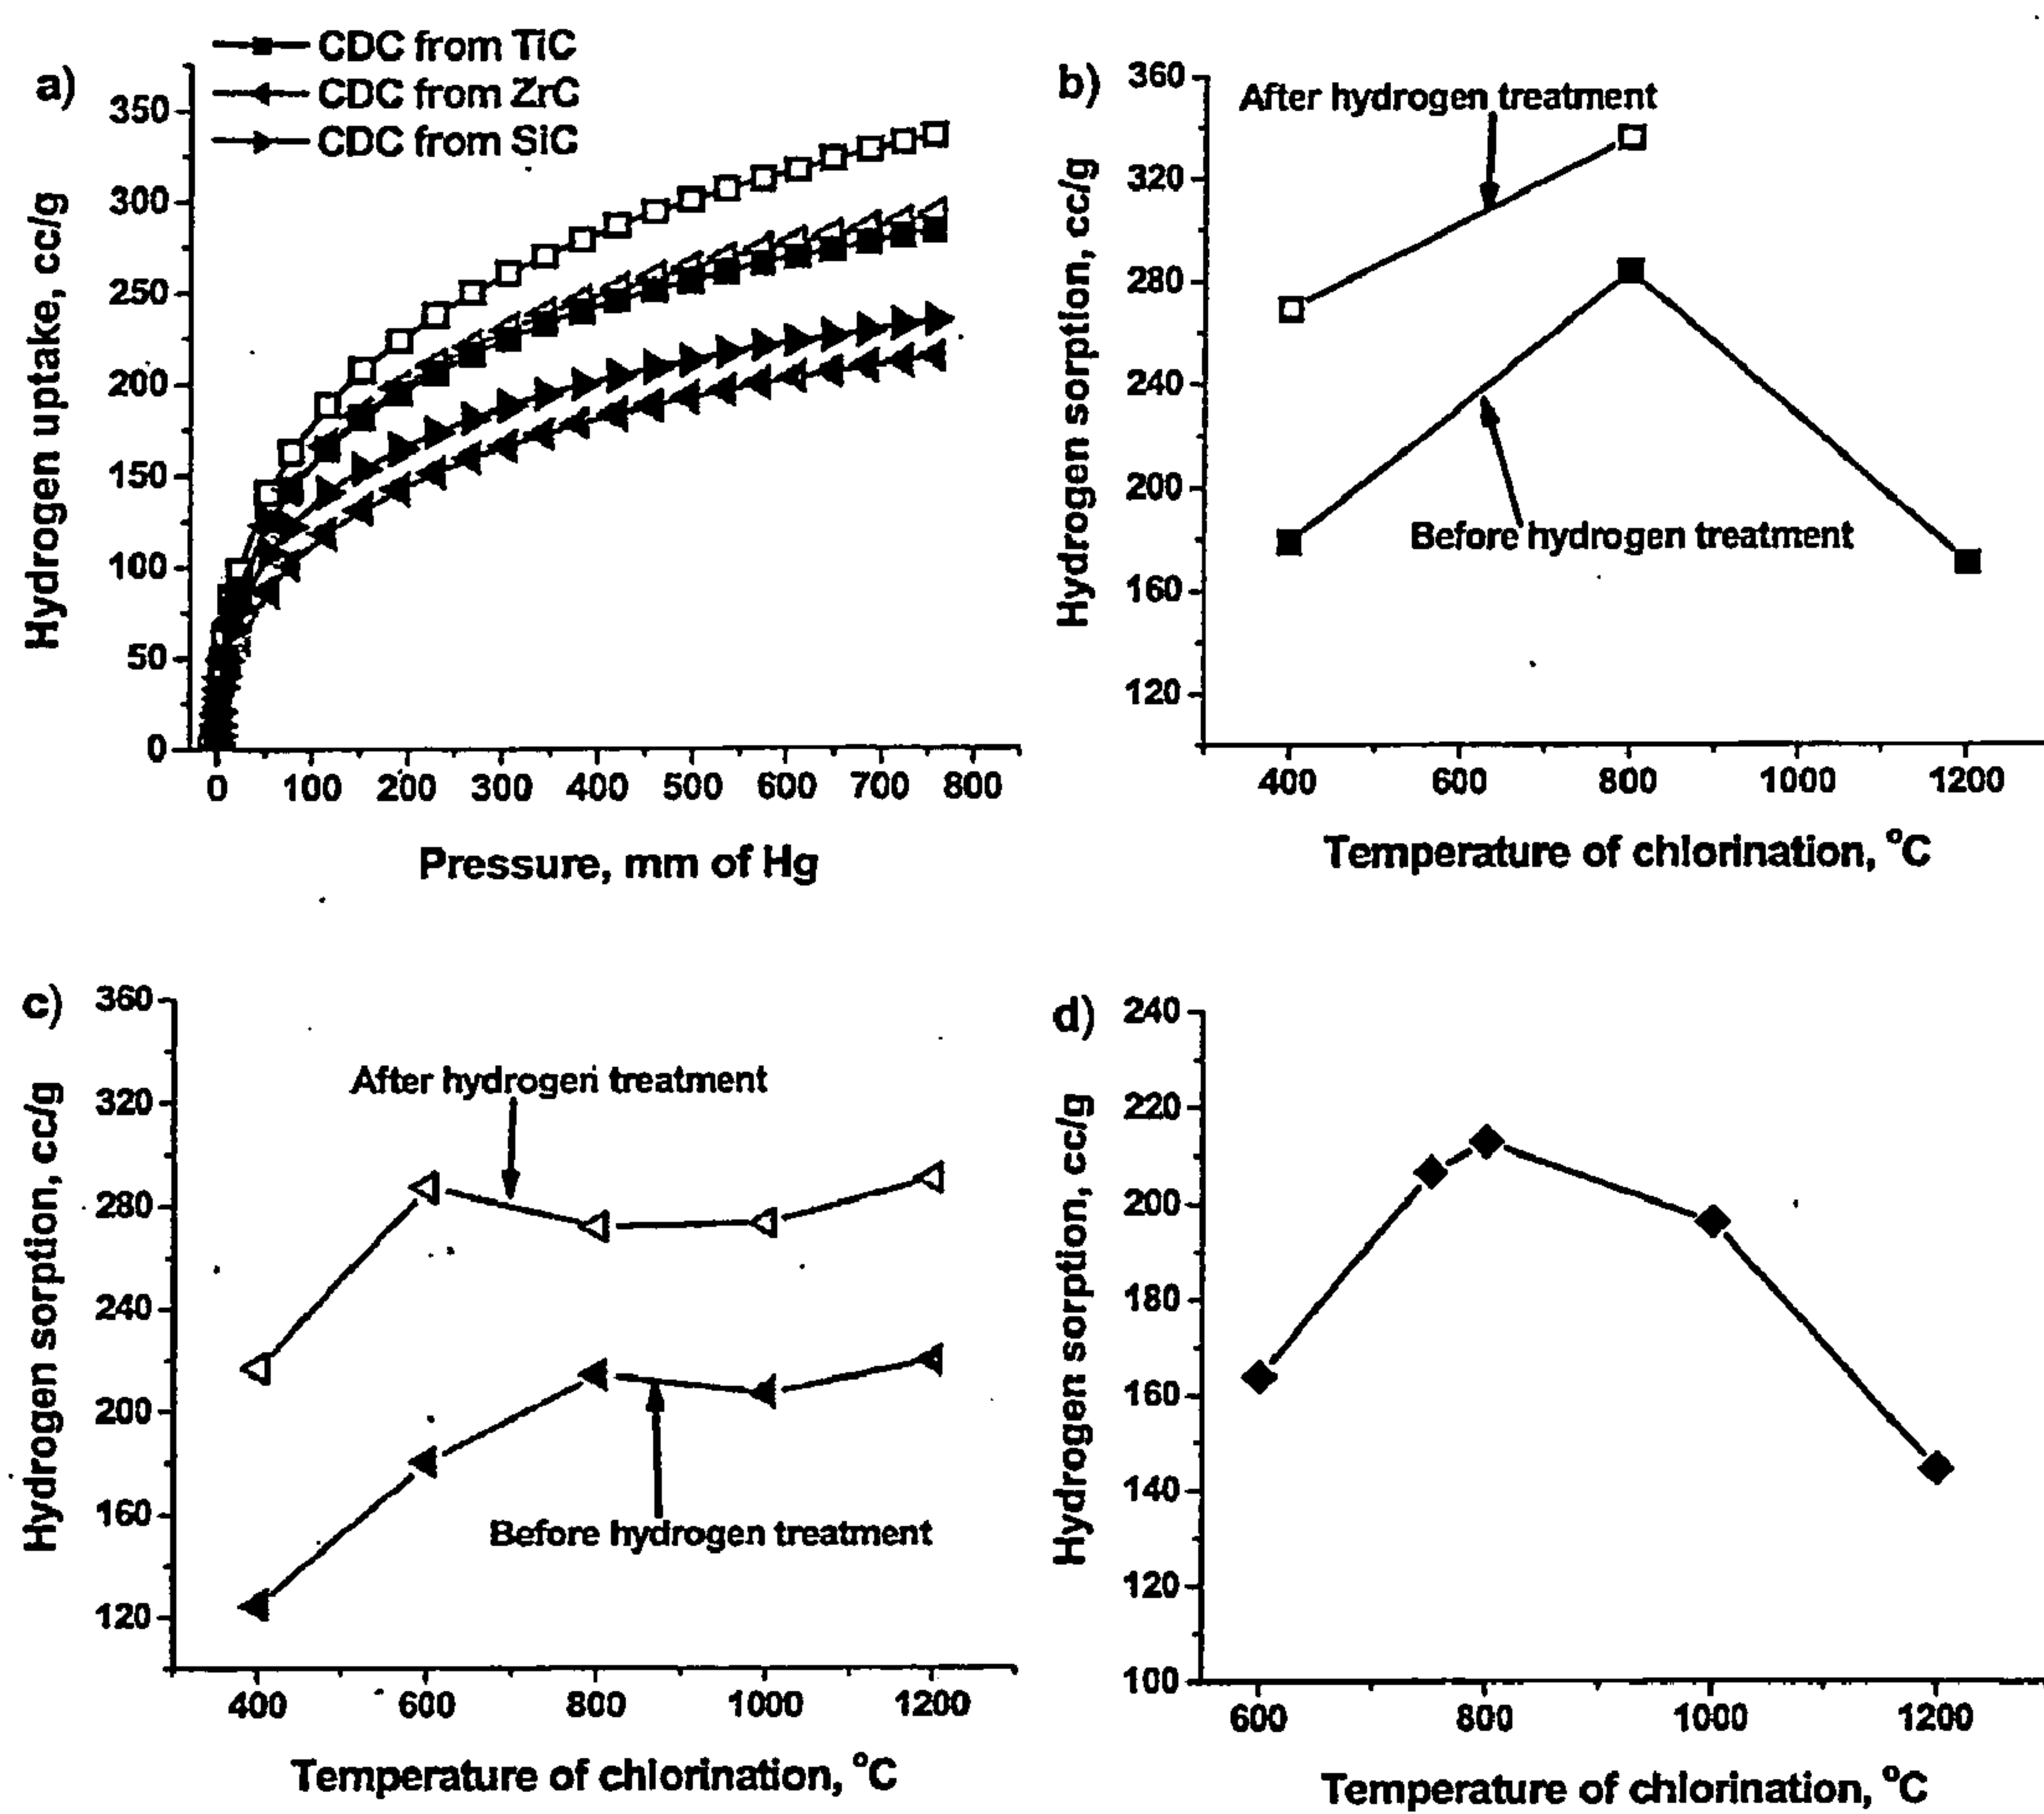 a)
CDC from TiC
CDC from ZrC
CDC from SiC
350
300
250
200
150
100
50
0
0 100 200 300 400 500 600 700 800
Hydrogen uptake, cc/g
Pressure, mm of Hg
b)
360
320
280
240
200
160
120
400 600 800 1000 1200
After hydrogen treatment
Before hydrogen treatment
Hydrogen sorption, cc/g
Temperature of chlorination, °C
c)
360
320
280
240
200
160
120
400 600 800 1000 1200
After hydrogen treatment
Before hydrogen treatment
Hydrogen sorption, cc/g
Temperature of chlorination, °C
d)
240
220
200
180
160
140
120
100
600 800 1000 1200
Hydrogen sorption, cc/g
Temperature of chlorination, °C